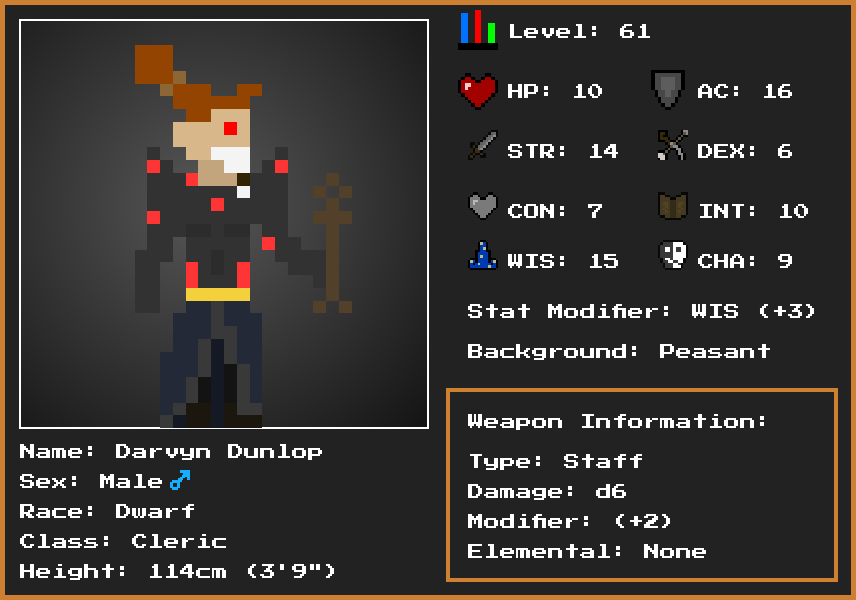 Level: 61
HP: 10 AC: 16
STR: 14 DEX: 6
CON: 7 INT: 10
WIS: 15 CHA: 9
Stat Modifier: WIS (+3)
Background: Peasant
Weapon Information:
Type: Staff
Damage: d6
Modifier: (+2)
Elemental: None
Name: Darvyn Dunlop
Sex: Male♂
Race: Dwarf
Class: Cleric
Height: 114cm (3'9")